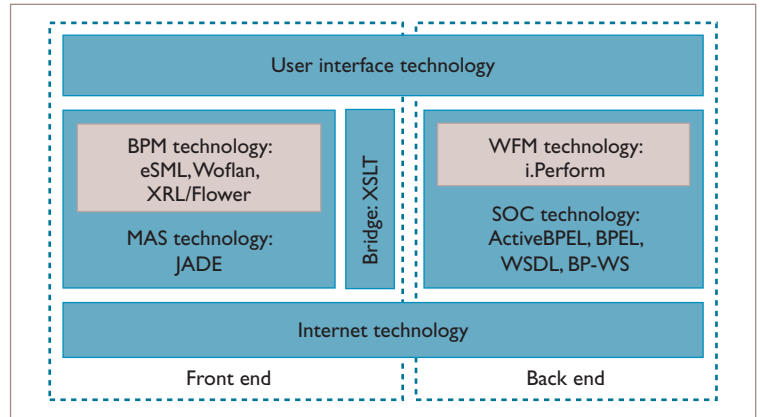 User interface technology
BPM technology:
eSML,Woflan,
XRL/Flower
MAS technology:
JADE
Bridge: XSLT
WFM technology:
i.Perform
SOC technology:
ActiveBPEL, BPEL,
WSDL, BP-WS
Internet technology
Front end
Back end